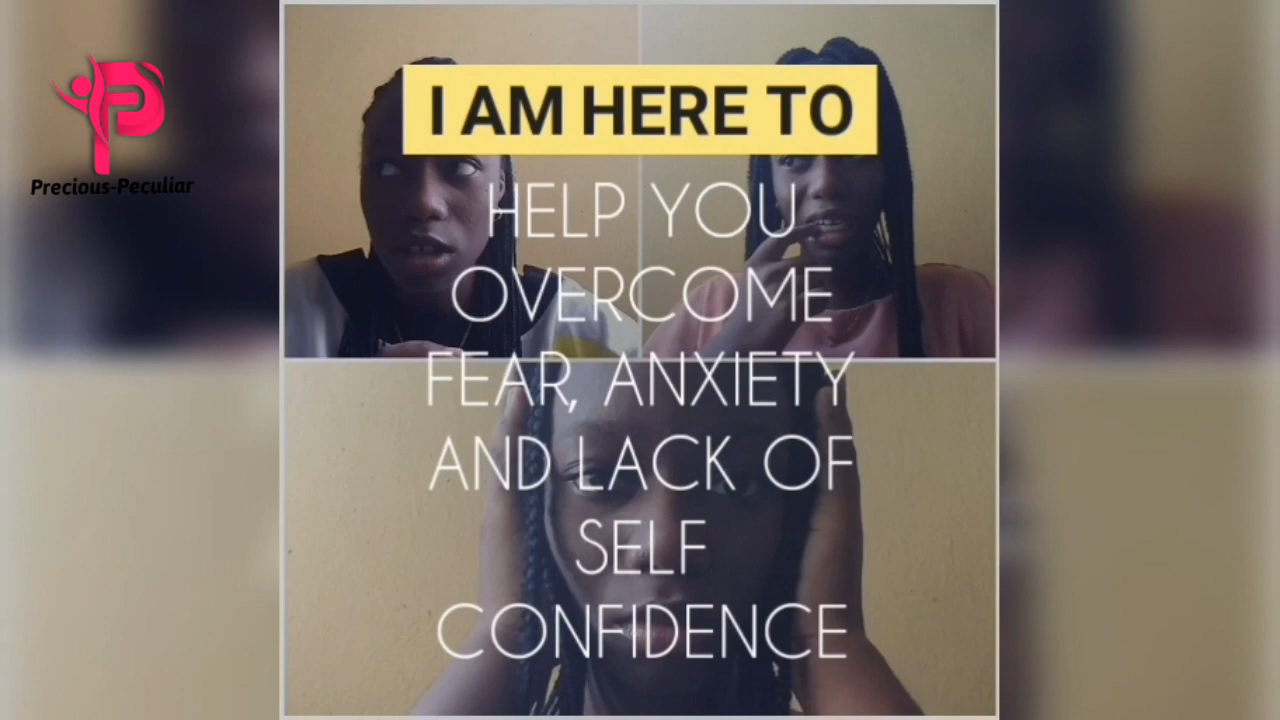 Precious-Peculiar
I AM HERE TO
HELP YOU
OVERCOME
FEAR, ANXIETY
AND LACK OF
SELF
CONFIDENCE